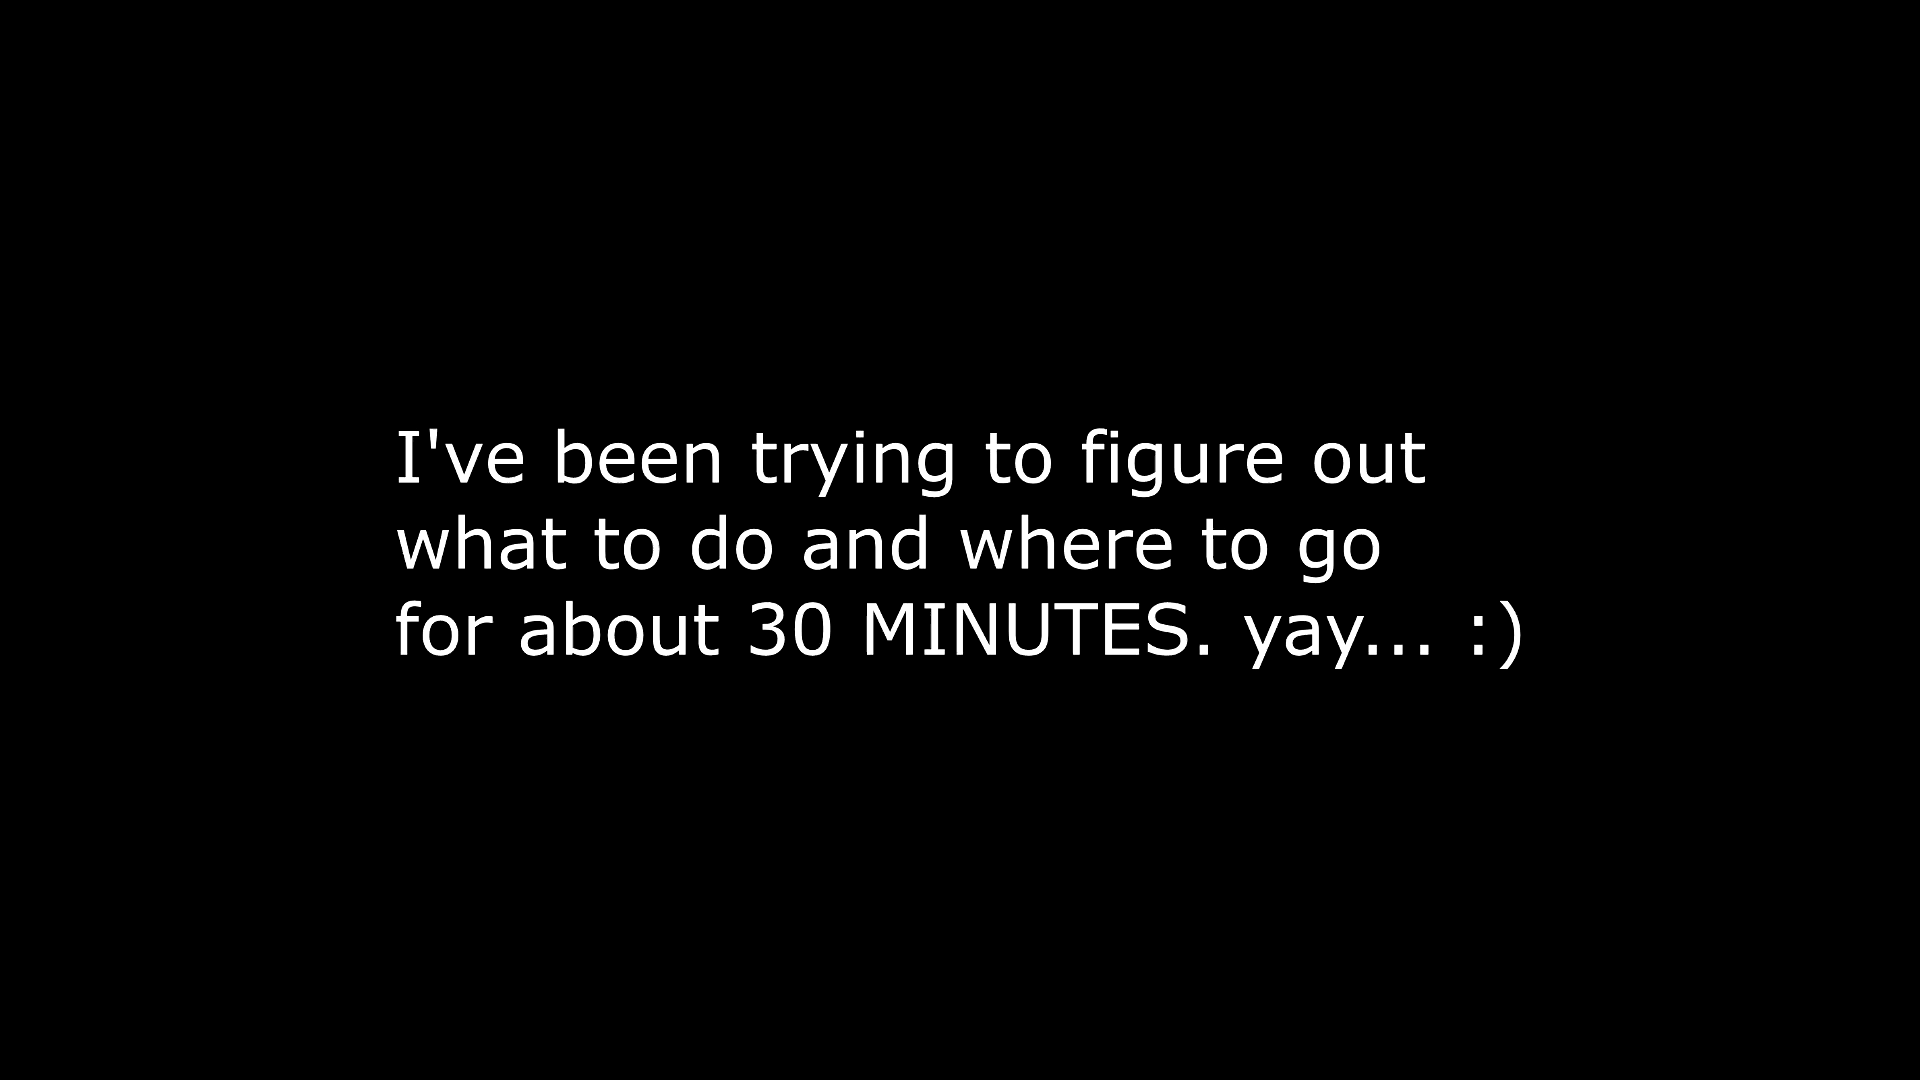 I've been trying to figure out
what to do and where to go
for about 30 MINUTES. yay... :)